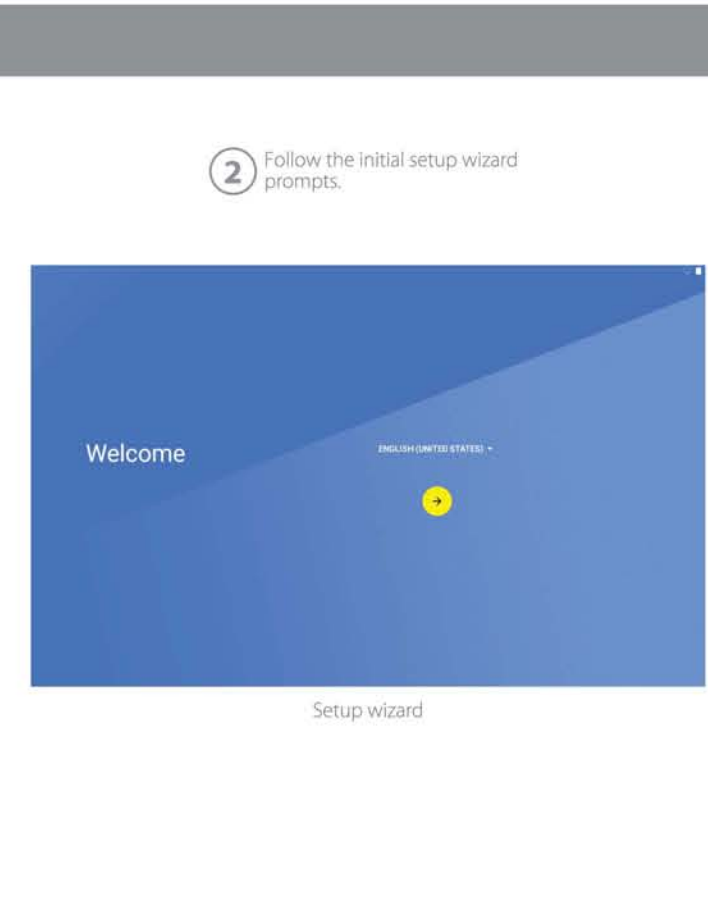 2 Follow the initial setup wizard
prompts.
Welcome
ENGLISH (UNITED STATES)
Setup wizard